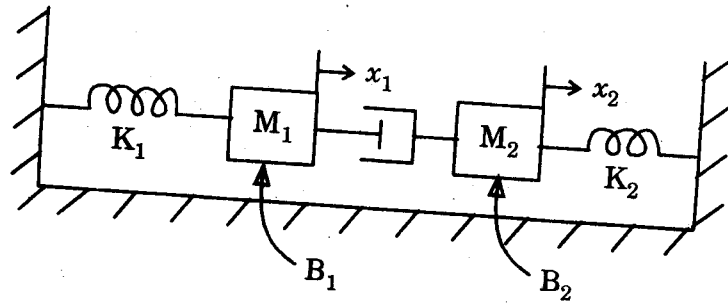 x₁
x₂
K₁
M₁
M₂
K₂
B₁
B₂